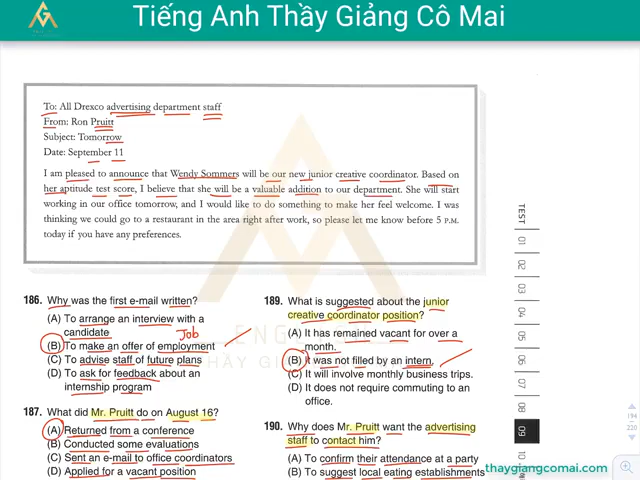 Tiếng Anh Thầy Giảng Cô Mai
To: All Drexco advertising department staff
From: Ron Pruitt
Subject: Tomorrow
Date: September 11
I am pleased to announce that Wendy Sommers will be our new junior creative coordinator. Based on
her aptitude test score, I believe that she will be a valuable addition to our department. She will start
working in our office tomorrow, and I would like to do something to make her feel welcome. I was
thinking we could go to a restaurant in the area right after work, so please let me know before 5 P.M.
today if you have any preferences.
186. Why was the first e-mail written?
(A) To arrange an interview with a
candidate
Job
(B) To make an offer of employment
(C) To advise staff of future plans
(D) To ask for feedback about an
internship program
187. What did Mr. Pruitt do on August 16?
(A) Returned from a conference
(B) Conducted some evaluations
(C) Sent an e-mail to office coordinators
(D) Applied for a vacant position
189. What is suggested about the junior
creative coordinator position?
(A) It has remained vacant for over a
month.
(B) It was not filled by an intern.
(C) It will involve monthly business trips.
(D) It does not require commuting to an
office.
190. Why does Mr. Pruitt want the advertising
staff to contact him?
(A) To confirm their attendance at a party
(B) To suggest local eating establishments
TEST
01
02
03
04
05
06
07
08
09
10
194
220
thaygiangcomai.com